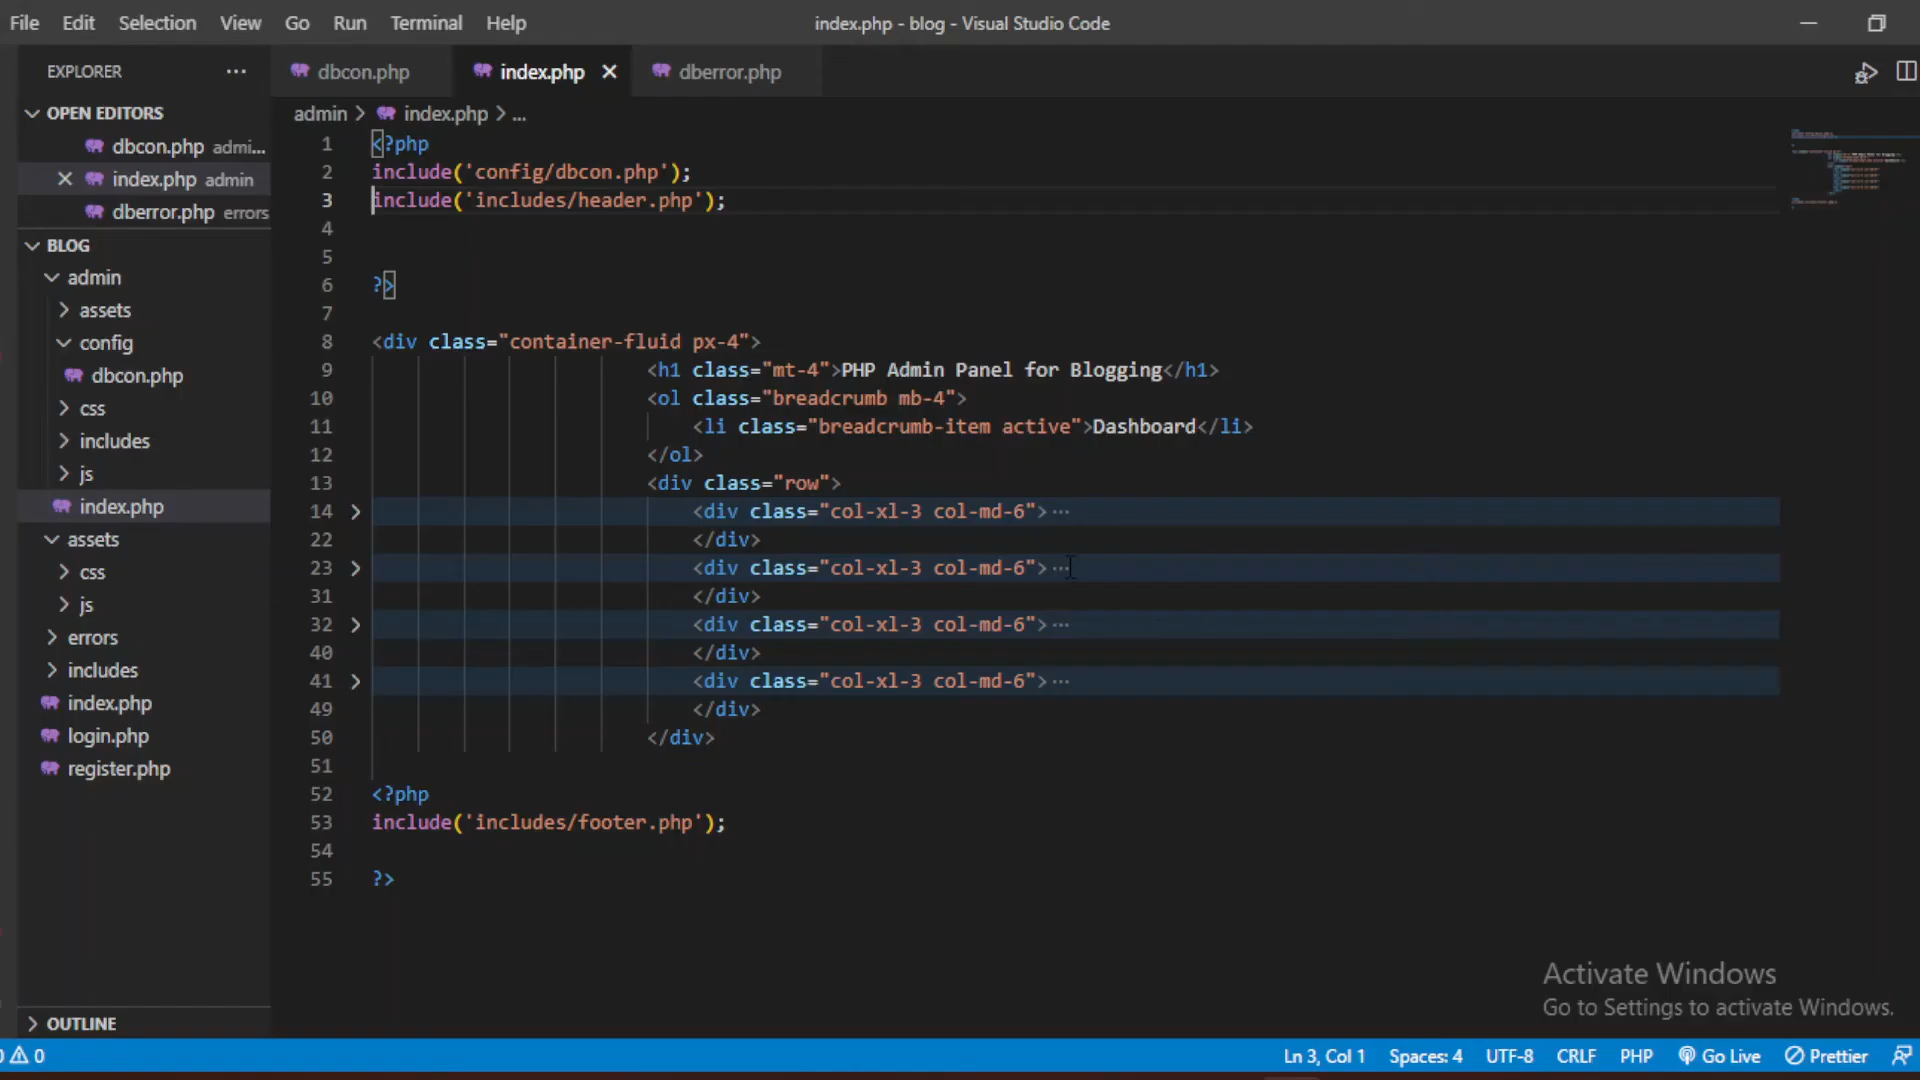 File Edit Selection View Go Run Terminal Help index.php - blog - Visual Studio Code
EXPLORER ···
dbcon.php index.php dberror.php
OPEN EDITORS
dbcon.php admi...
index.php admin
dberror.php errors
BLOG
admin
assets
config
dbcon.php
css
includes
js
index.php
assets
css
js
errors
includes
index.php
login.php
register.php
OUTLINE
admin > index.php > ...
1 <?php
2 include('config/dbcon.php');
3 include('includes/header.php');
4
5
6 ?>
7
8 <div class="container-fluid px-4">
9 <h1 class="mt-4">PHP Admin Panel for Blogging</h1>
10 <ol class="breadcrumb mb-4">
11 <li class="breadcrumb-item active">Dashboard</li>
12 </ol>
13 <div class="row">
14 <div class="col-xl-3 col-md-6">···
22 </div>
23 <div class="col-xl-3 col-md-6">···
31 </div>
32 <div class="col-xl-3 col-md-6">···
40 </div>
41 <div class="col-xl-3 col-md-6">···
49 </div>
50 </div>
51
52 <?php
53 include('includes/footer.php');
54
55 ?>
Activate Windows
Go to Settings to activate Windows.
0 Ln 3, Col 1 Spaces: 4 UTF-8 CRLF PHP Go Live Prettier